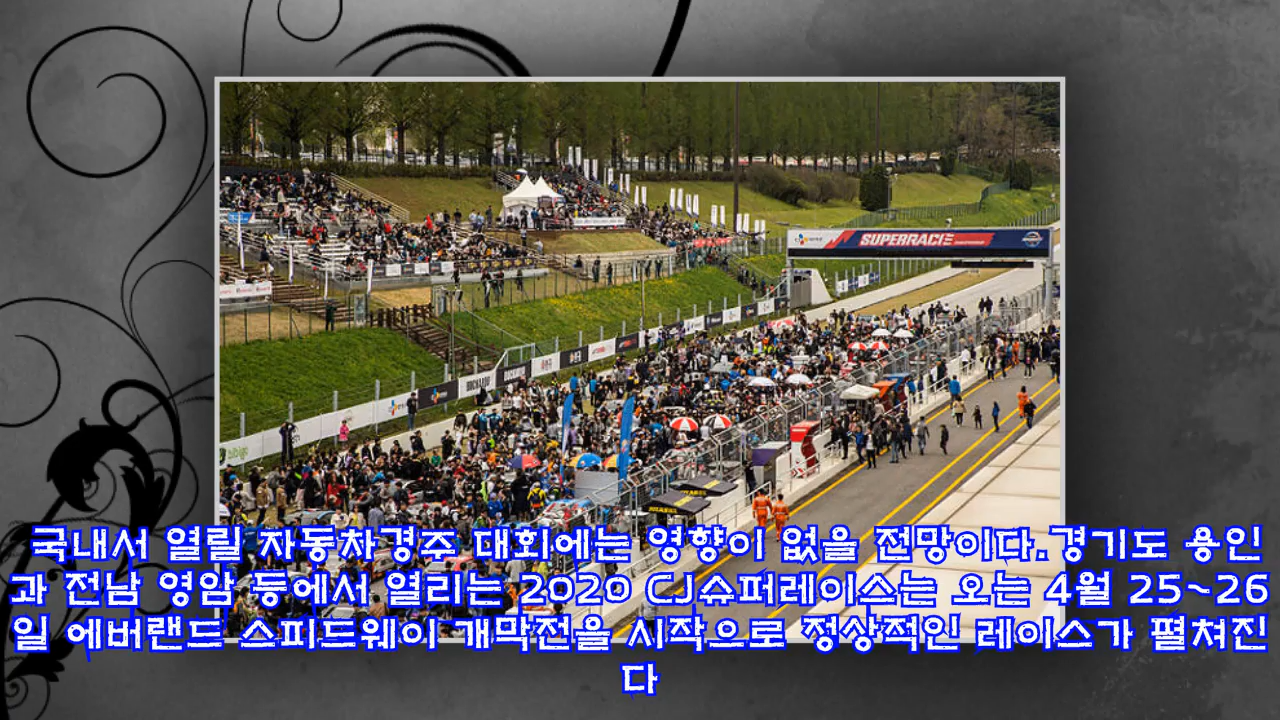 SUPERRACE
국내서 열릴 자동차경주 대회에는 영향이 없을 전망이다.경기도 용인
과 전남 영암 등에서 열리는 2020 CJ슈퍼레이스는 오는 4월 25~26
일 에버랜드 스피드웨이 개막전을 시작으로 정상적인 레이스가 펼쳐진
다